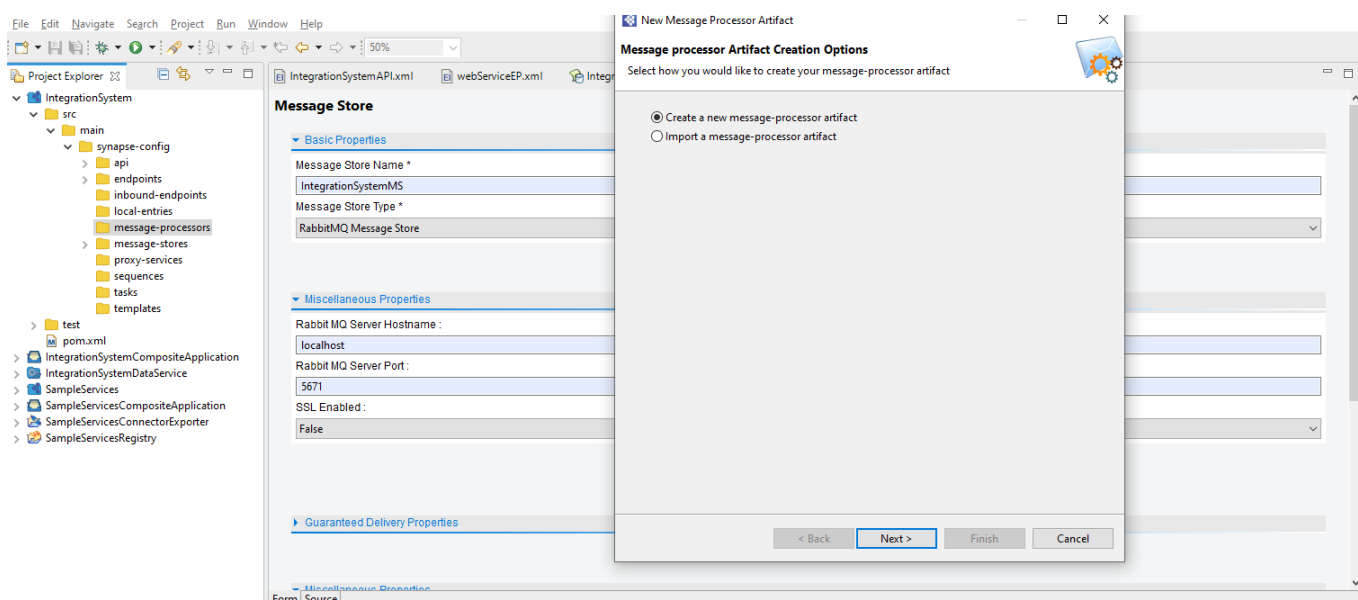 File Edit Navigate Search Project Run Window Help
50%
Project Explorer
IntegrationSystem
src
main
synapse-config
api
endpoints
inbound-endpoints
local-entries
message-processors
message-stores
proxy-services
sequences
tasks
templates
test
pom.xml
IntegrationSystemCompositeApplication
IntegrationSystemDataService
SampleServices
SampleServicesCompositeApplication
SampleServicesConnectorExporter
SampleServicesRegistry
IntegrationSystemAPI.xml webServiceEP.xml Integr
Message Store
Basic Properties
Message Store Name *
IntegrationSystemMS
Message Store Type *
RabbitMQ Message Store
Miscellaneous Properties
Rabbit MQ Server Hostname :
localhost
Rabbit MQ Server Port :
5671
SSL Enabled :
False
Guaranteed Delivery Properties
Miscellaneous Properties
Form Source
New Message Processor Artifact
Message processor Artifact Creation Options
Select how you would like to create your message-processor artifact
Create a new message-processor artifact
Import a message-processor artifact
< Back Next > Finish Cancel